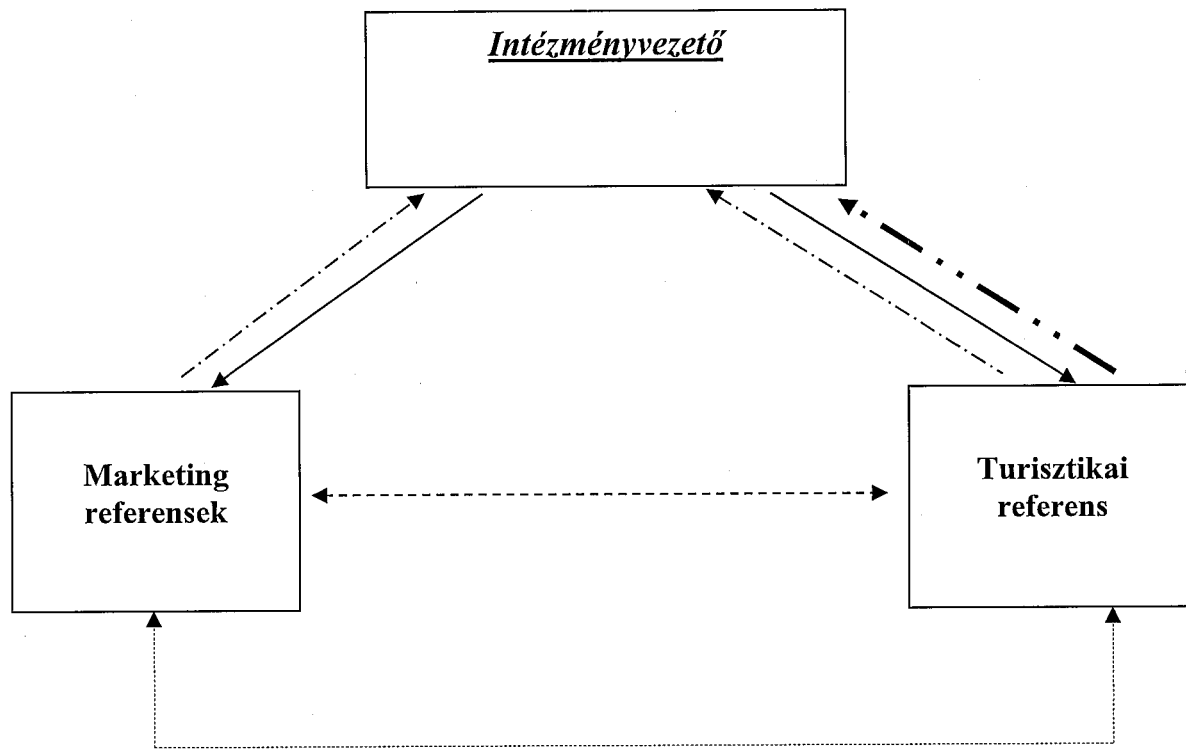 Intézményvezető
Marketing
referensek
Turisztikai
referens